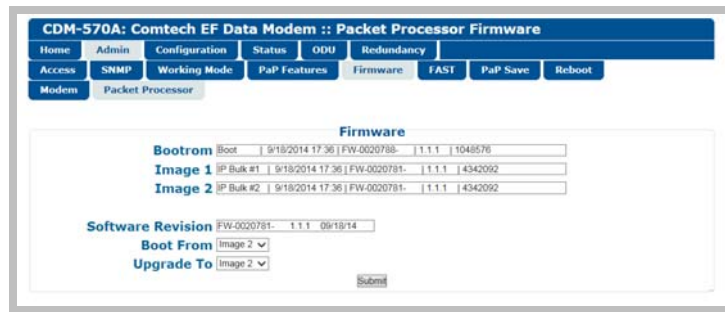 CDM-570A: Comtech EF Data Modem :: Packet Processor Firmware
Home Admin Configuration Status ODU Redundancy
Access SNMP Working Mode PaP Features Firmware FAST PaP Save Reboot
Modem Packet Processor
Firmware
Bootrom Boot | 9/18/2014 17:36 | FW-0020788- | 1.1.1 | 1048576
Image 1 IP Bulk #1 | 9/18/2014 17:36 | FW-0020781- | 1.1.1 | 4342092
Image 2 IP Bulk #2 | 9/18/2014 17:36 | FW-0020781- | 1.1.1 | 4342092
Software Revision FW-0020781- 1.1.1 09/18/14
Boot From Image 2
Upgrade To Image 2
Submit